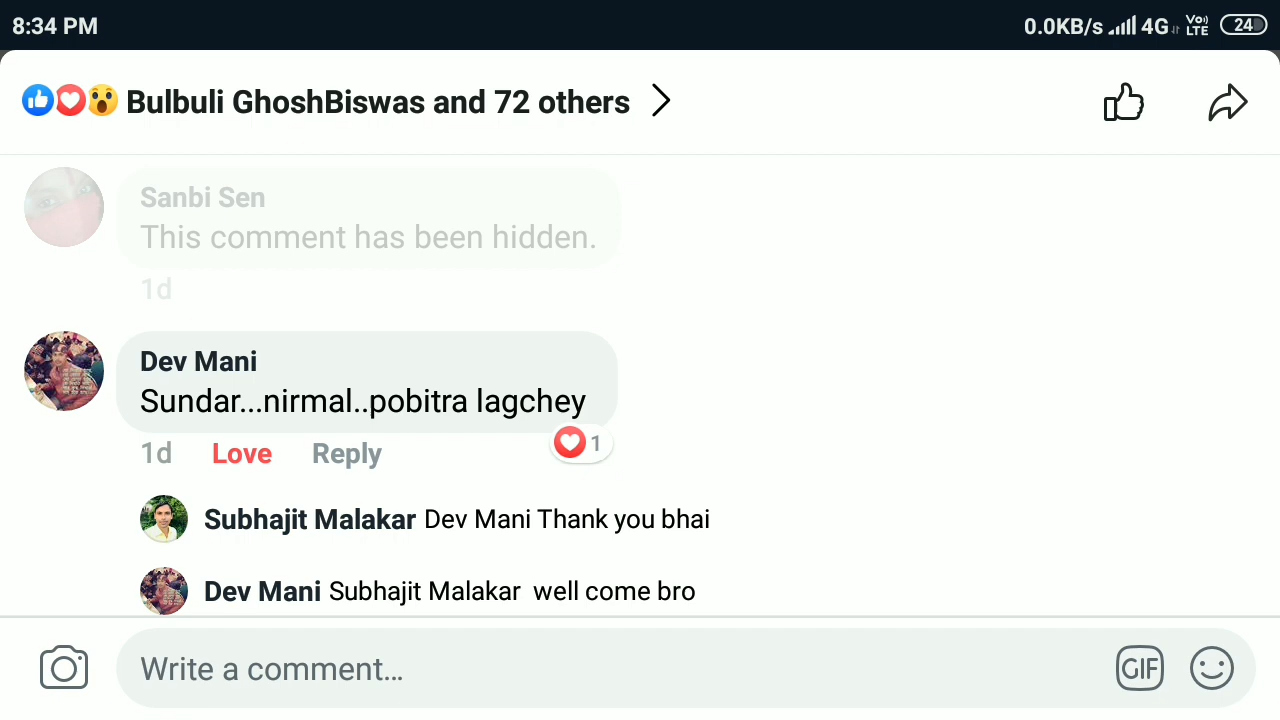 8:34 PM 0.0KB/s 4G Vo) LTE 24
Bulbuli GhoshBiswas and 72 others
Sanbi Sen
This comment has been hidden.
1d
Dev Mani
Sundar...nirmal..pobitra lagchey
1d Love Reply 1
Subhajit Malakar Dev Mani Thank you bhai
Dev Mani Subhajit Malakar well come bro
Write a comment... GIF